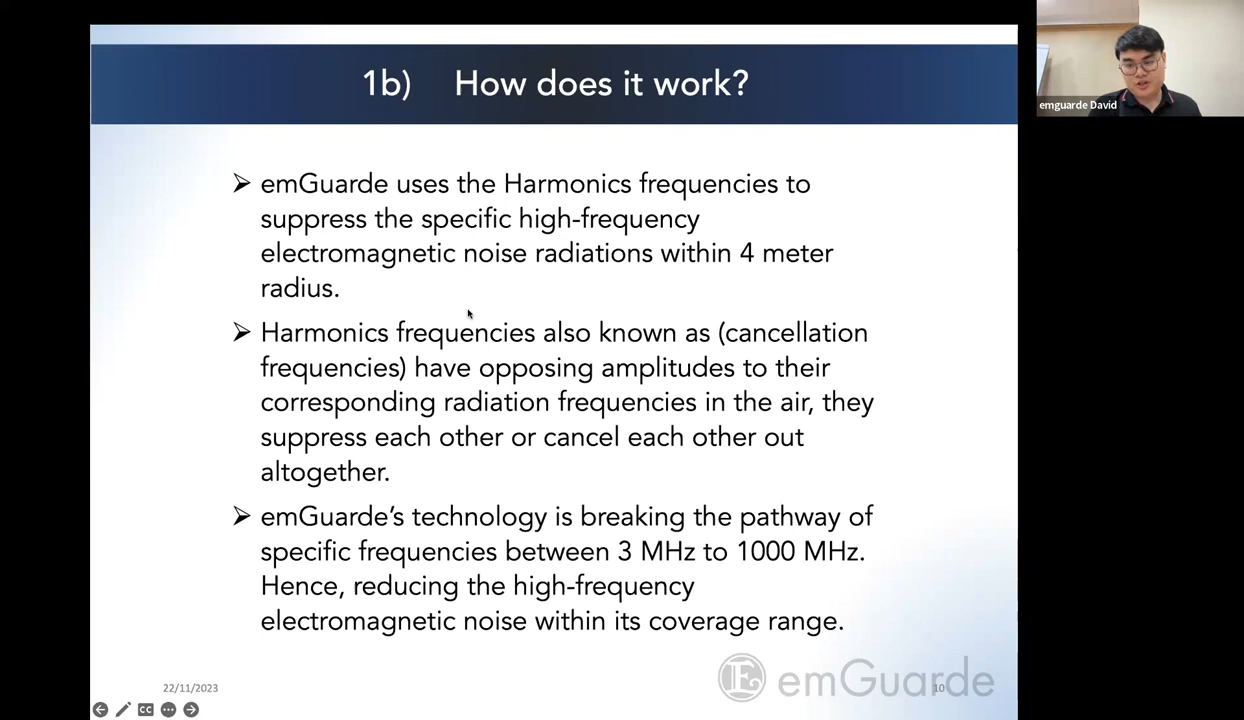 1b) How does it work?
emguarde David
➢ emGuarde uses the Harmonics frequencies to
suppress the specific high-frequency
electromagnetic noise radiations within 4 meter
radius.
➢ Harmonics frequencies also known as (cancellation
frequencies) have opposing amplitudes to their
corresponding radiation frequencies in the air, they
suppress each other or cancel each other out
altogether.
➢ emGuarde’s technology is breaking the pathway of
specific frequencies between 3 MHz to 1000 MHz.
Hence, reducing the high-frequency
electromagnetic noise within its coverage range.
22/11/2023
E emGuarde
10
CC